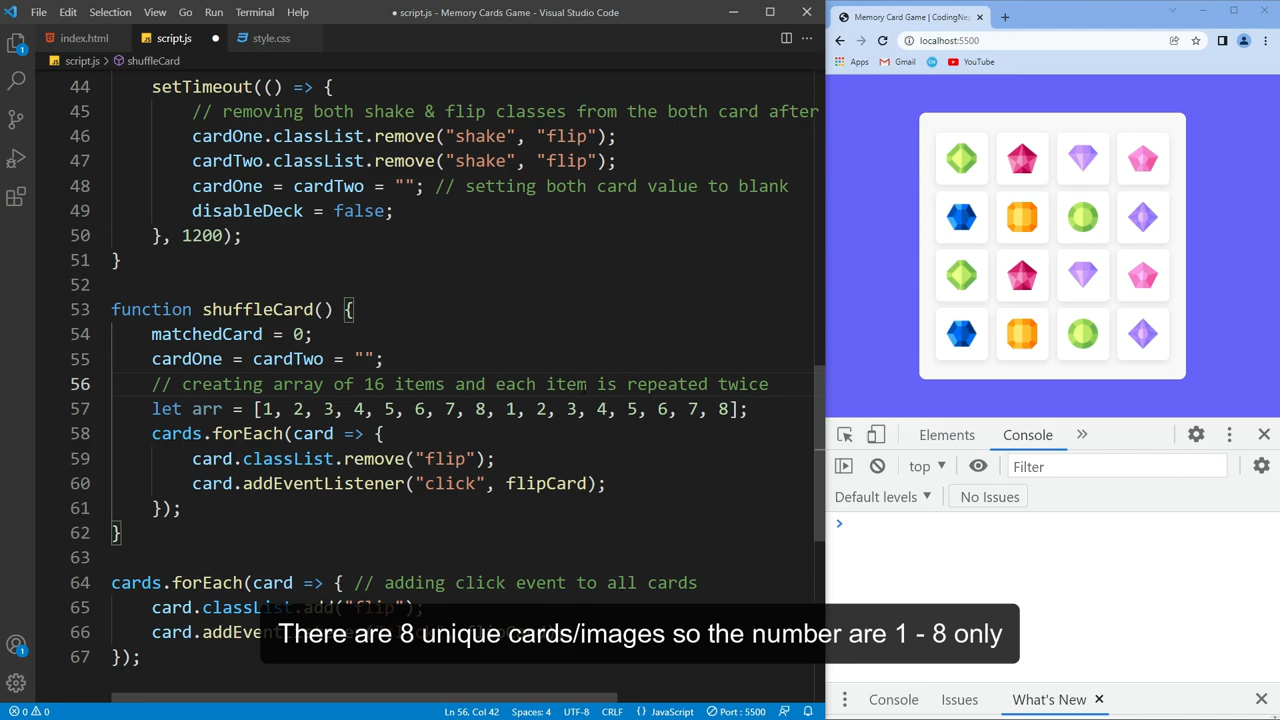 File Edit Selection View Go Run Terminal Help
● script.js - Memory Cards Game - Visual Studio Code
index.html script.js style.css
script.js shuffleCard
44 setTimeout(() => {
45 // removing both shake & flip classes from the both card after
46 cardOne.classList.remove("shake", "flip");
47 cardTwo.classList.remove("shake", "flip");
48 cardOne = cardTwo = ""; // setting both card value to blank
49 disableDeck = false;
50 }, 1200);
51 }
52
53 function shuffleCard() {
54 matchedCard = 0;
55 cardOne = cardTwo = "";
56 // creating array of 16 items and each item is repeated twice
57 let arr = [1, 2, 3, 4, 5, 6, 7, 8, 1, 2, 3, 4, 5, 6, 7, 8];
58 cards.forEach(card => {
59 card.classList.remove("flip");
60 card.addEventListener("click", flipCard);
61 });
62 }
63
64 cards.forEach(card => { // adding click event to all cards
65 card.classList.add("flip");
66 card.addEventListener("click", flipCard);
67 });
There are 8 unique cards/images so the number are 1 - 8 only
1
1
0 0
Ln 56, Col 42 Spaces: 4 UTF-8 CRLF {} JavaScript Port : 5500
Memory Card Game | CodingNe
localhost:5500
Apps Gmail YouTube
Elements Console »
top Filter
Default levels No Issues
Console Issues What's New